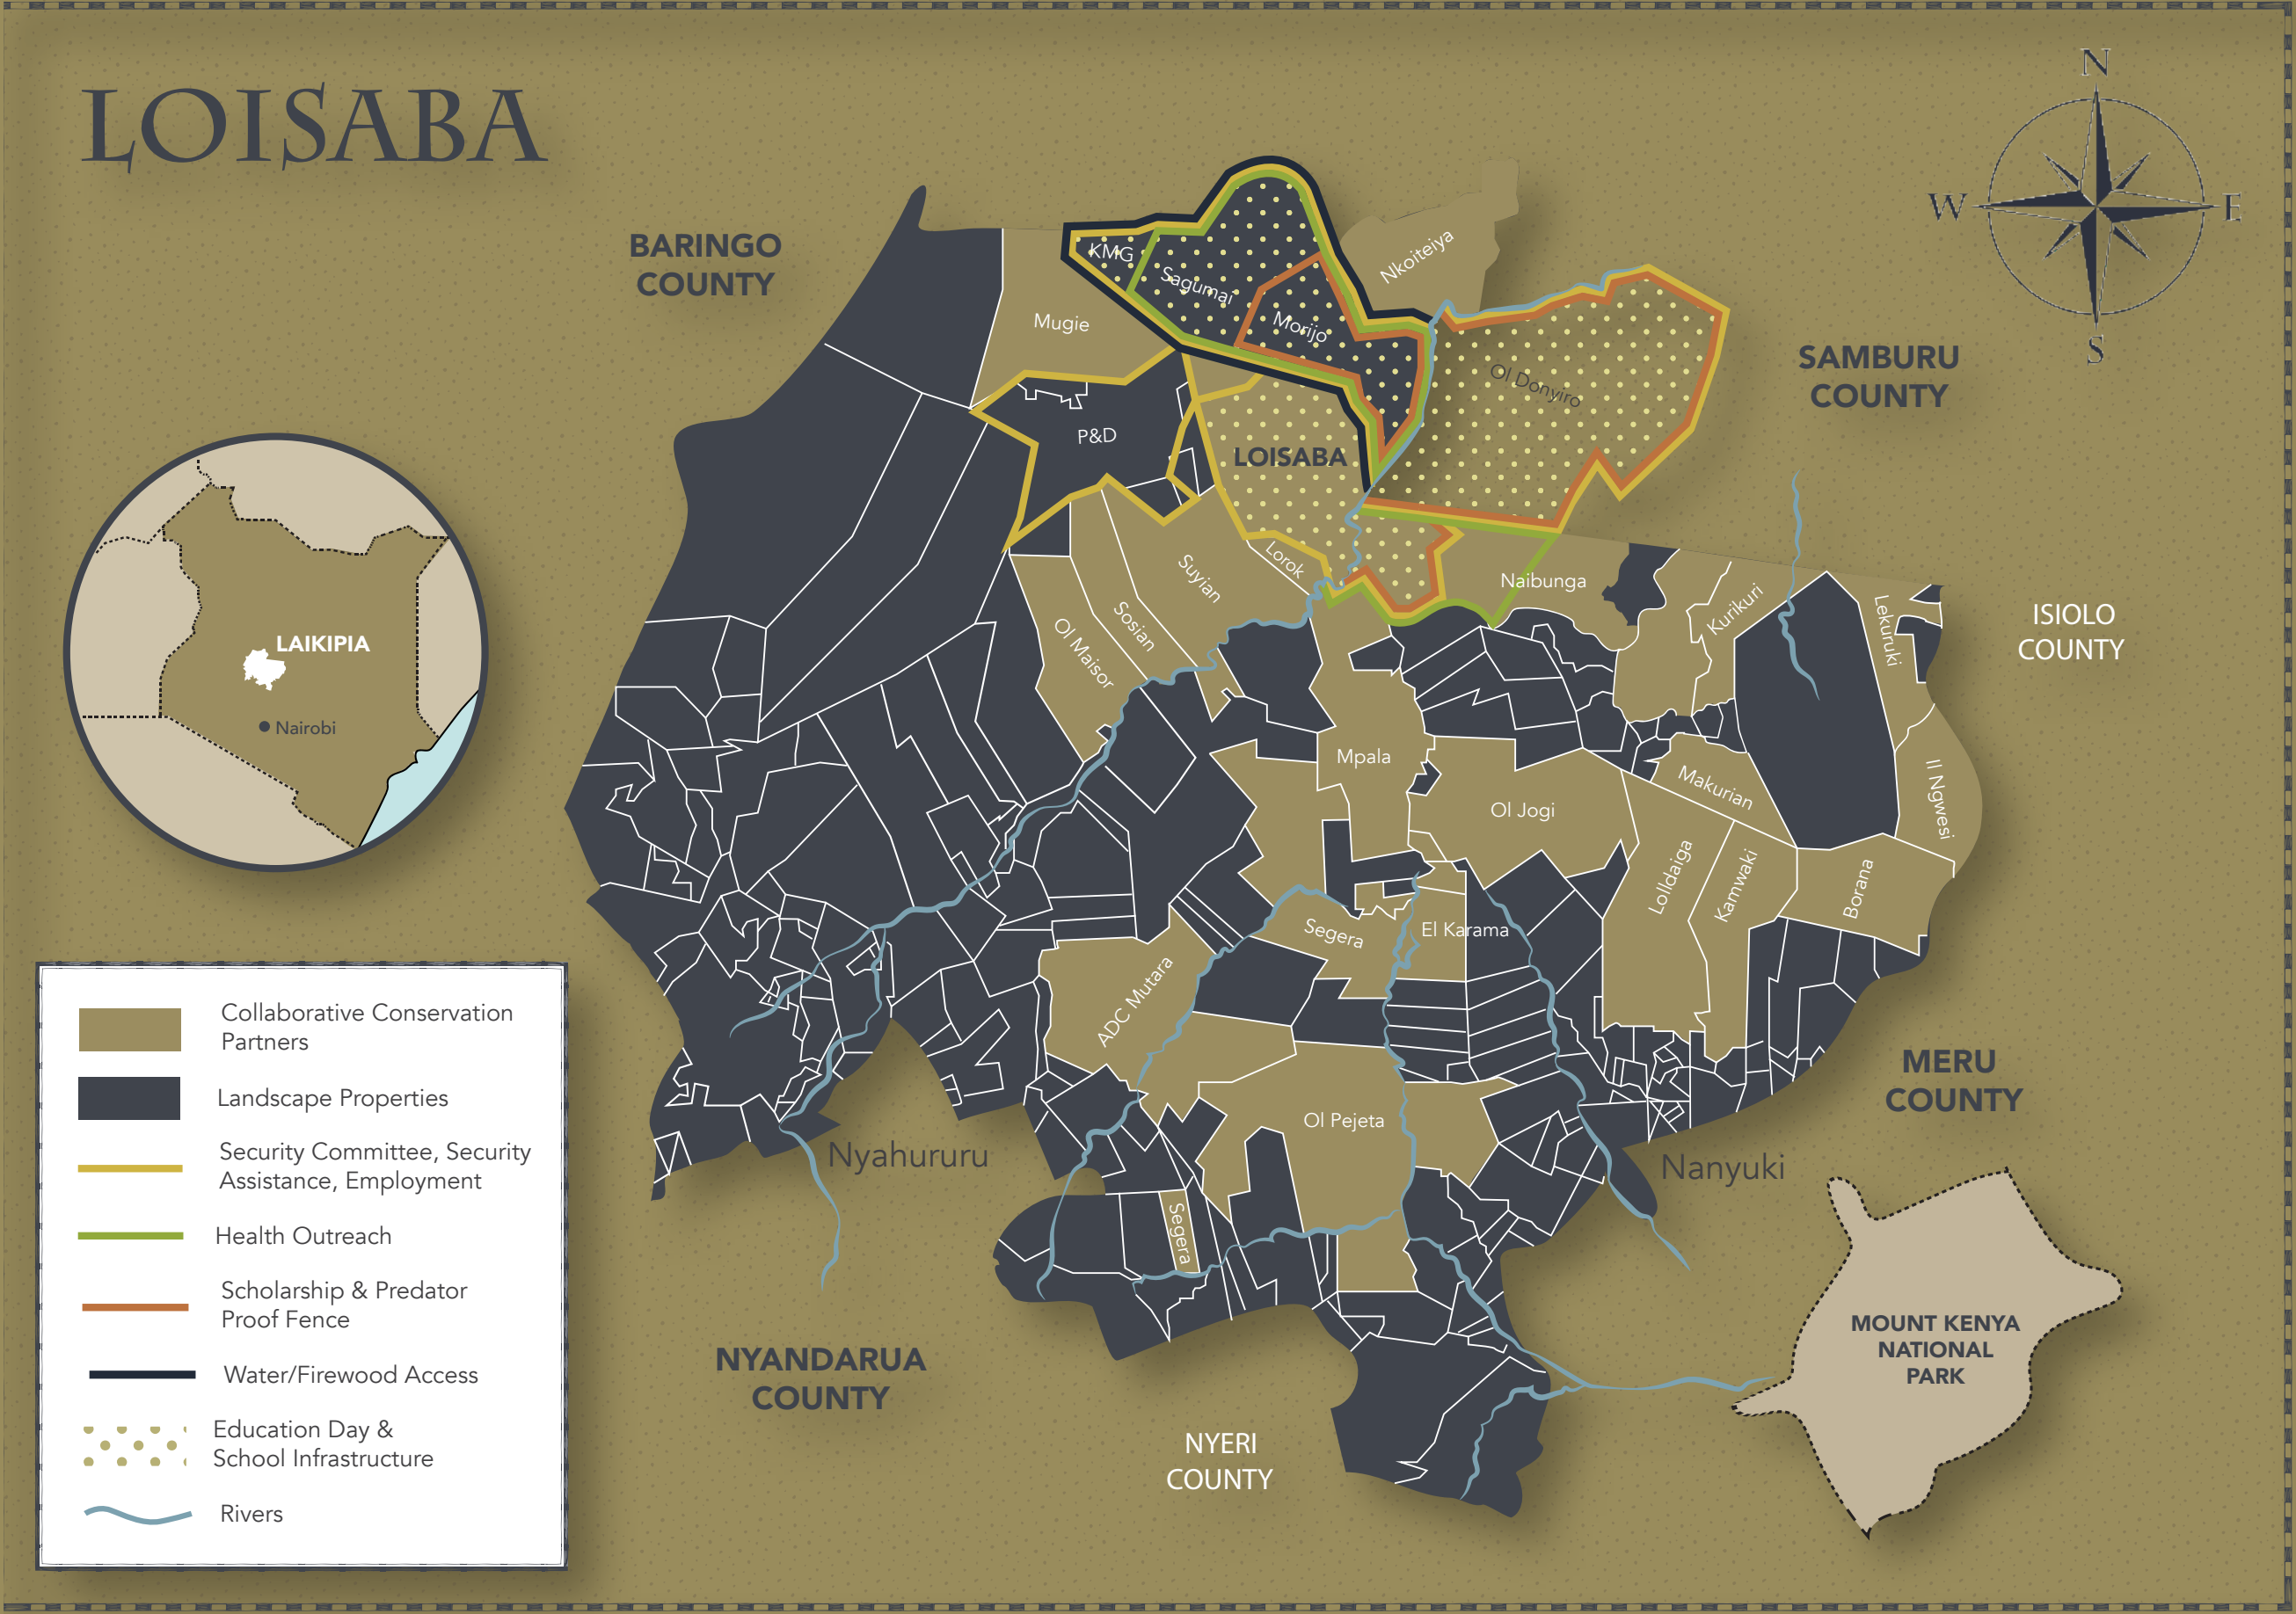 LOISABA
N
W
E
S
BARINGO
COUNTY
SAMBURU
COUNTY
ISIOLO
COUNTY
MERU
COUNTY
NYANDARUA
COUNTY
NYERI
COUNTY
KMG
Sagumai
Morijo
Nkoiteiya
Mugie
Ol Donyiro
P&D
LOISABA
Lorok
Suyian
Sosian
Ol Maisor
Naibunga
Kurikuri
Lekuruki
Il Ngwesi
Mpala
Ol Jogi
Makurian
Lolldaiga
Kamwaki
Borana
Segera
El Karama
ADC Mutara
Ol Pejeta
Segera
Nyahururu
Nanyuki
MOUNT KENYA
NATIONAL
PARK
LAIKIPIA
Nairobi
Collaborative Conservation
Partners
Landscape Properties
Security Committee, Security
Assistance, Employment
Health Outreach
Scholarship & Predator
Proof Fence
Water/Firewood Access
Education Day &
School Infrastructure
Rivers